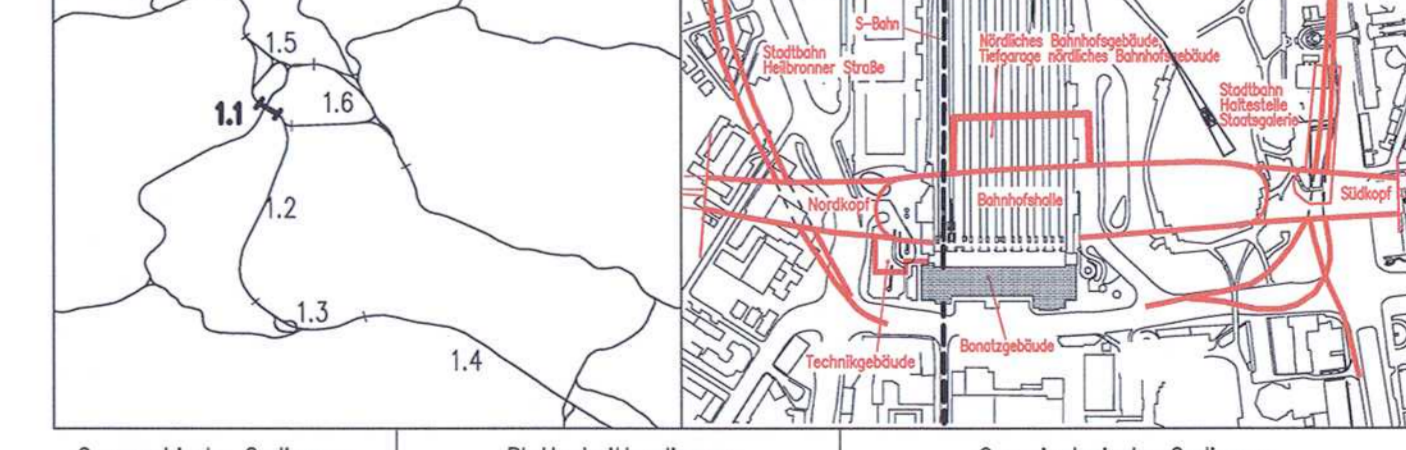 1.5
1.1
1.6
1.2
1.3
1.4
S-Bahn
Nördliches Bahnhofsgebäude,
Tiefgarage nördliches Bahnhofsgebäude
Stadtbahn
Heilbronner Straße
Stadtbahn
Haltestelle
Staatsgalerie
Nordkopf
Bahnhofshalle
Südkopf
Technikgebäude
Bonatzgebäude